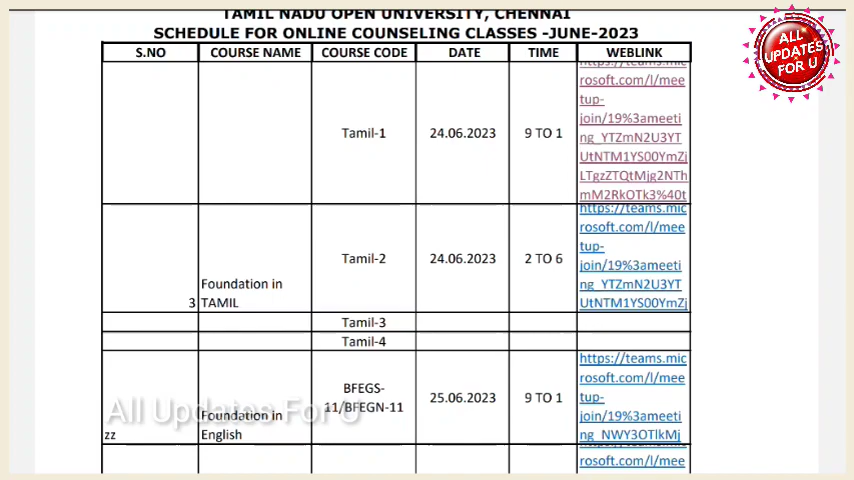 TAMIL NADU OPEN UNIVERSITY, CHENNAI
SCHEDULE FOR ONLINE COUNSELING CLASSES -JUNE-2023
S.NO COURSE NAME COURSE CODE DATE TIME WEBLINK
Tamil-1 24.06.2023 9 TO 1
https://teams.mic
rosoft.com/l/mee
tup-
join/19%3ameeti
ng_YTZmN2U3YT
UtNTM1YS00YmZj
LTgzZTQtMjg2NTh
mM2RkOTk3%40t
3 Foundation in TAMIL Tamil-2 24.06.2023 2 TO 6
https://teams.mic
rosoft.com/l/mee
tup-
join/19%3ameeti
ng_YTZmN2U3YT
UtNTM1YS00YmZj
Tamil-3
Tamil-4
zz Foundation in English BFEGS-
11/BFEGN-11 25.06.2023 9 TO 1
https://teams.mic
rosoft.com/l/mee
tup-
join/19%3ameeti
ng_NWY3OTlkMj
rosoft.com/l/mee
All Updates For U
ALL
UPDATES
FOR U